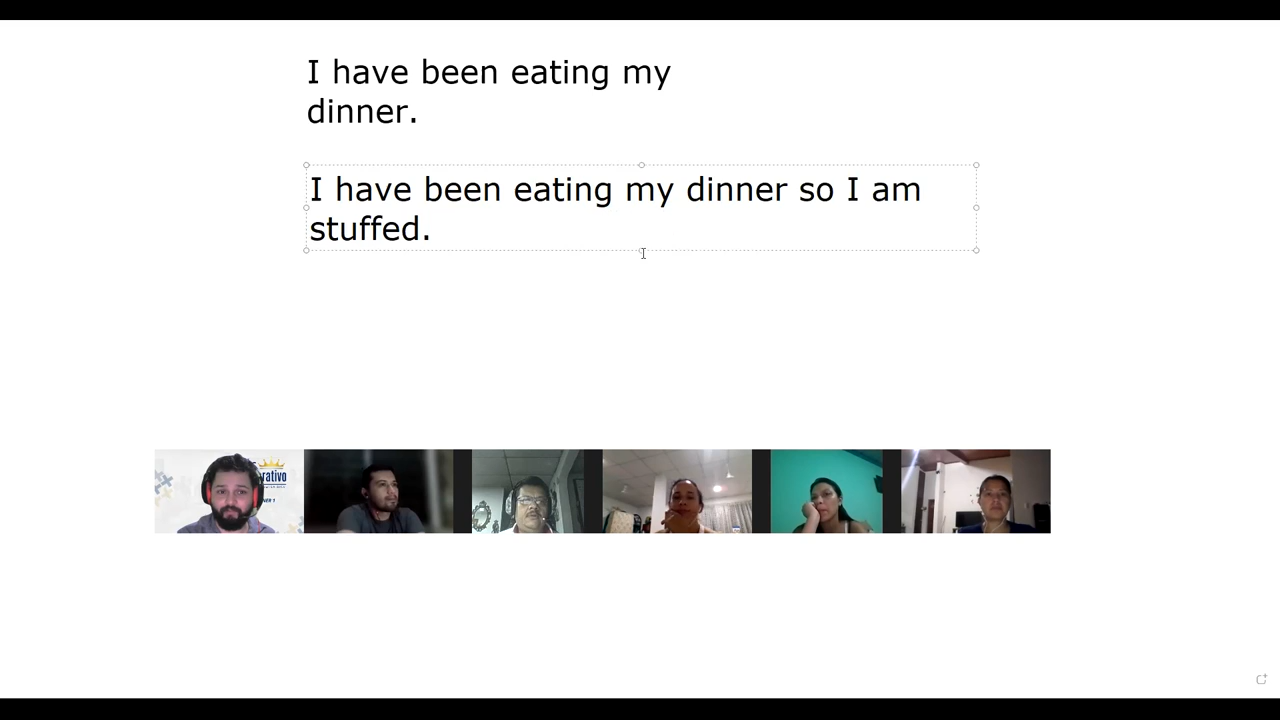 I have been eating my
dinner.
I have been eating my dinner so I am
stuffed.